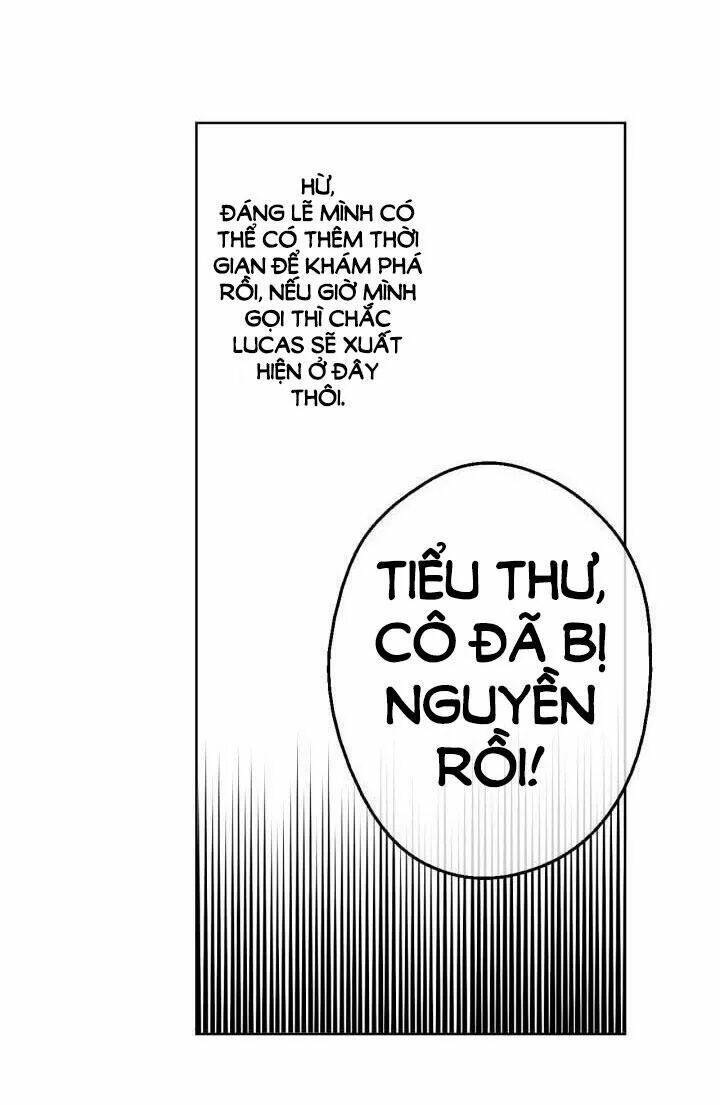 HỪ,
ĐÁNG LẼ MÌNH CÓ
THỂ CÓ THÊM THỜI
GIAN ĐỂ KHÁM PHÁ
RỒI, NẾU GIỜ MÌNH
GỌI THÌ CHẮC
LUCAS SẼ XUẤT
HIỆN Ở ĐÂY
THÔI.
TIỂU THƯ,
CÔ ĐÃ BỊ
NGUYỀN
RỒI!